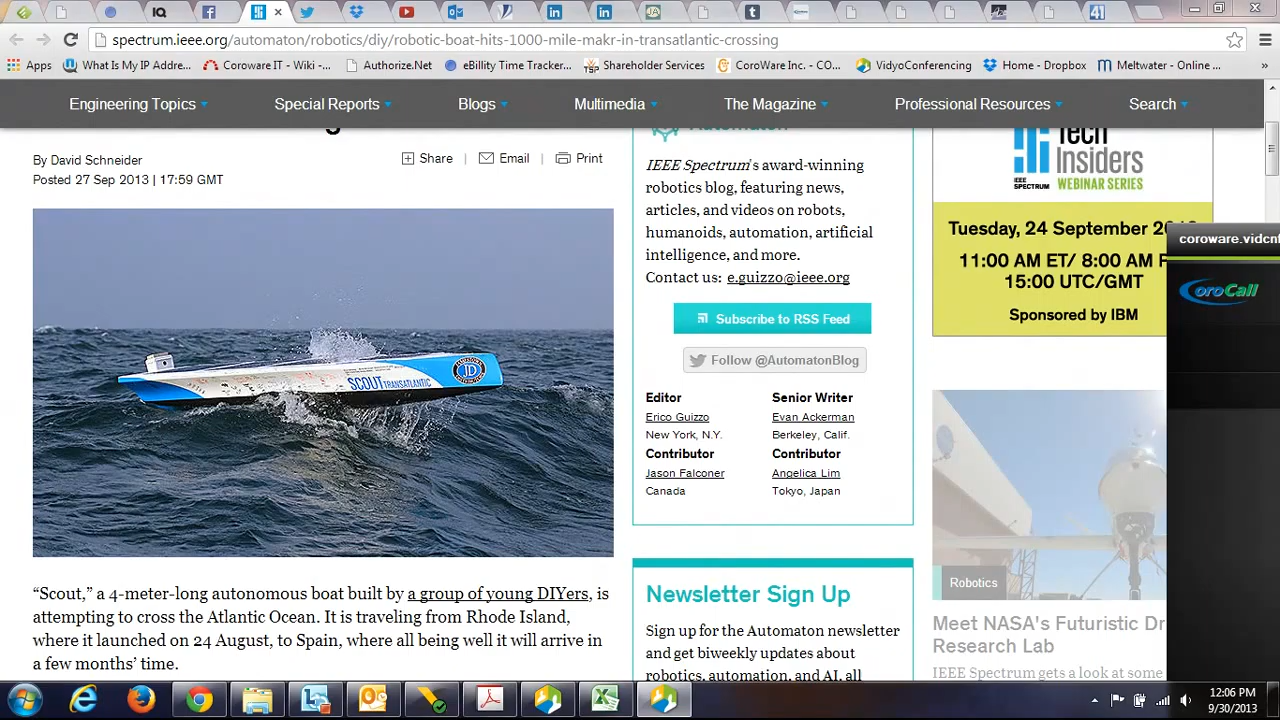 spectrum.ieee.org/automaton/robotics/diy/robotic-boat-hits-1000-mile-makr-in-transatlantic-crossing
Apps
What Is My IP Addre...
Coroware IT - Wiki -...
Authorize.Net
eBillity Time Tracker...
Shareholder Services
CoroWare Inc. - CO...
VidyoConferencing
Home - Dropbox
Meltwater - Online ...
Engineering Topics
Special Reports
Blogs
Multimedia
The Magazine
Professional Resources
Search
By David Schneider
Posted 27 Sep 2013 | 17:59 GMT
Share
Email
Print
SCOUT TRANSATLANTIC
JD
“Scout,” a 4-meter-long autonomous boat built by a group of young DIYers, is
attempting to cross the Atlantic Ocean. It is traveling from Rhode Island,
where it launched on 24 August, to Spain, where all being well it will arrive in
a few months’ time.
Automaton
IEEE Spectrum's award-winning
robotics blog, featuring news,
articles, and videos on robots,
humanoids, automation, artificial
intelligence, and more.
Contact us: e.guizzo@ieee.org
Subscribe to RSS Feed
Follow @AutomatonBlog
Editor
Erico Guizzo
New York, N.Y.
Contributor
Jason Falconer
Canada
Senior Writer
Evan Ackerman
Berkeley, Calif.
Contributor
Angelica Lim
Tokyo, Japan
Newsletter Sign Up
Sign up for the Automaton newsletter
and get biweekly updates about
robotics, automation, and AI, all
Tech
Insiders
IEEE
SPECTRUM
WEBINAR SERIES
Tuesday, 24 September 20
11:00 AM ET/ 8:00 AM P
15:00 UTC/GMT
Sponsored by IBM
Robotics
Meet NASA's Futuristic Dr
Research Lab
IEEE Spectrum gets a look at some
coroware.vidcnf
CoroCall
12:06 PM
9/30/2013